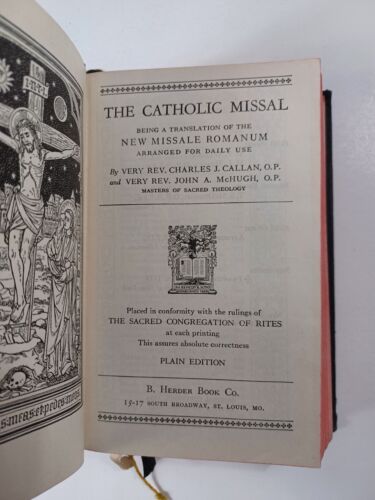 I·N·R·I
THE CATHOLIC MISSAL
BEING A TRANSLATION OF THE
NEW MISSALE ROMANUM
ARRANGED FOR DAILY USE
By VERY REV. CHARLES J. CALLAN, O.P.
and VERY REV. JOHN A. McHUGH, O.P.
MASTERS OF SACRED THEOLOGY
Placed in conformity with the rulings of
THE SACRED CONGREGATION OF RITES
at each printing
This assures absolute correctness
PLAIN EDITION
B. HERDER BOOK CO.
15-17 SOUTH BROADWAY, ST. LOUIS, MO.